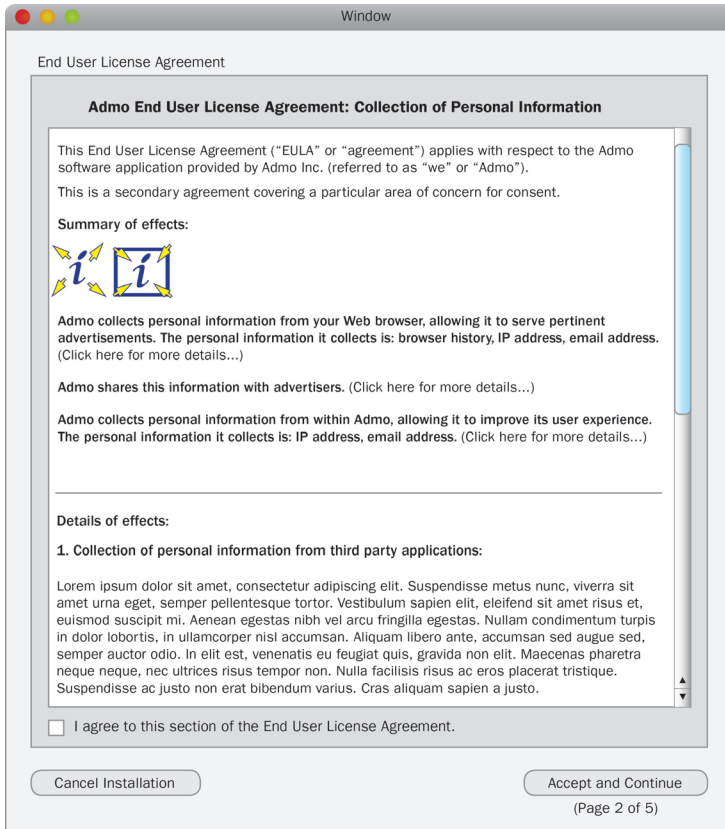 Window
End User License Agreement
Admo End User License Agreement: Collection of Personal Information
This End User License Agreement (“EULA” or “agreement”) applies with respect to the Admo
software application provided by Admo Inc. (referred to as “we” or “Admo”).
This is a secondary agreement covering a particular area of concern for consent.
Summary of effects:
i i
Admo collects personal information from your Web browser, allowing it to serve pertinent
advertisements. The personal information it collects is: browser history, IP address, email address.
(Click here for more details...)
Admo shares this information with advertisers. (Click here for more details...)
Admo collects personal information from within Admo, allowing it to improve its user experience.
The personal information it collects is: IP address, email address. (Click here for more details...)
Details of effects:
1. Collection of personal information from third party applications:
Lorem ipsum dolor sit amet, consectetur adipiscing elit. Suspendisse metus nunc, viverra sit
amet urna eget, semper pellentesque tortor. Vestibulum sapien elit, eleifend sit amet risus et,
euismod suscipit mi. Aenean egestas nibh vel arcu fringilla egestas. Nullam condimentum turpis
in dolor lobortis, in ullamcorper nisl accumsan. Aliquam libero ante, accumsan sed augue sed,
semper auctor odio. In elit est, venenatis eu feugiat quis, gravida non elit. Maecenas pharetra
neque neque, nec ultrices risus tempor non. Nulla facilisis risus ac eros placerat tristique.
Suspendisse ac justo non erat bibendum varius. Cras aliquam sapien a justo.
I agree to this section of the End User License Agreement.
Cancel Installation
Accept and Continue
(Page 2 of 5)